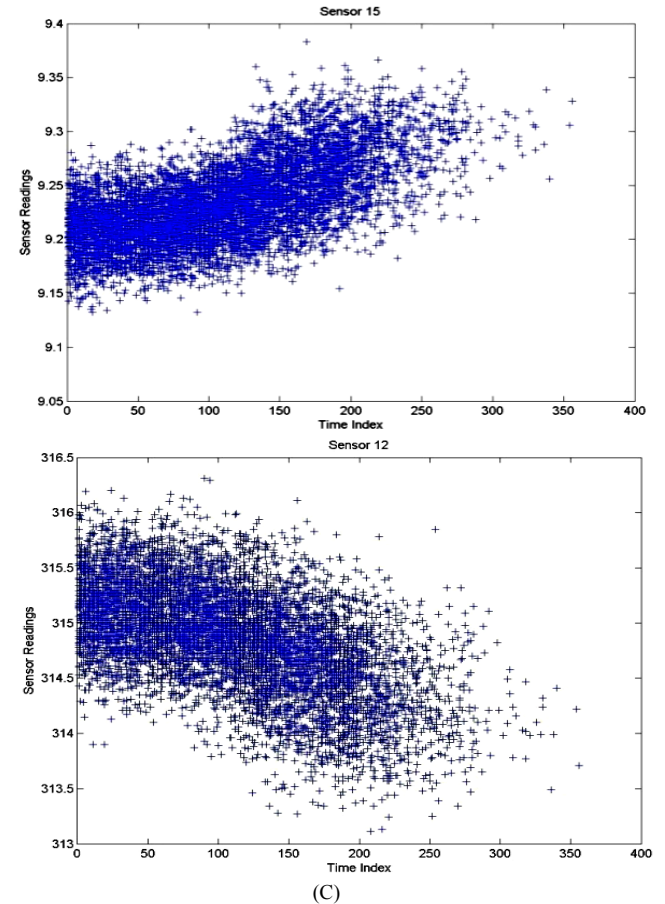 Sensor 15
9.4
9.35
9.3
9.25
9.2
9.15
9.1
9.05
Sensor Readings
0 50 100 150 200 250 300 350 400
Time Index
Sensor 12
316.5
316
315.5
315
314.5
314
313.5
313
Sensor Readings
0 50 100 150 200 250 300 350 400
Time Index
(C)